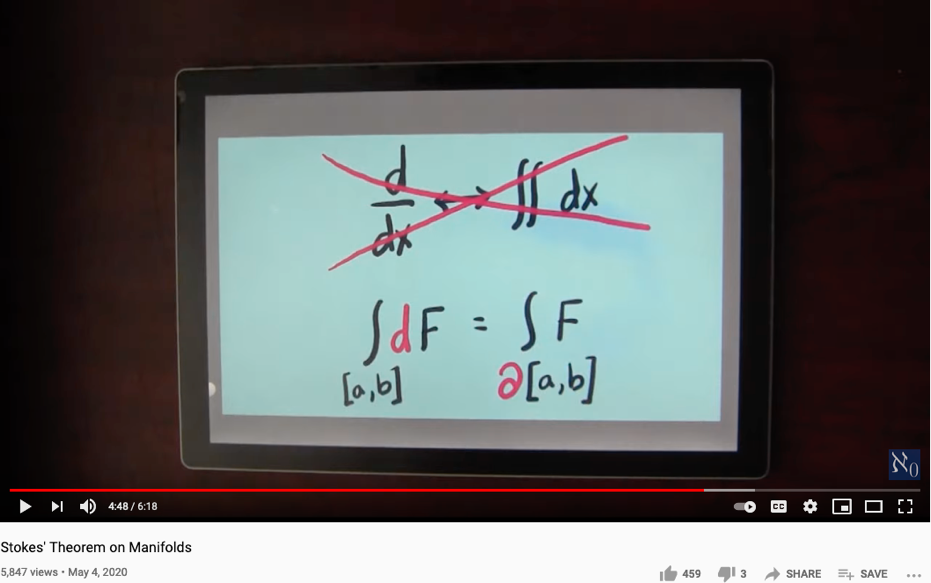 d/dx ↔ ∬ dx
∫ dF = ∫ F
[a,b] ∂[a,b]
ℵ0
4:48 / 6:18
CC
Stokes' Theorem on Manifolds
5,847 views • May 4, 2020
459 3 SHARE SAVE